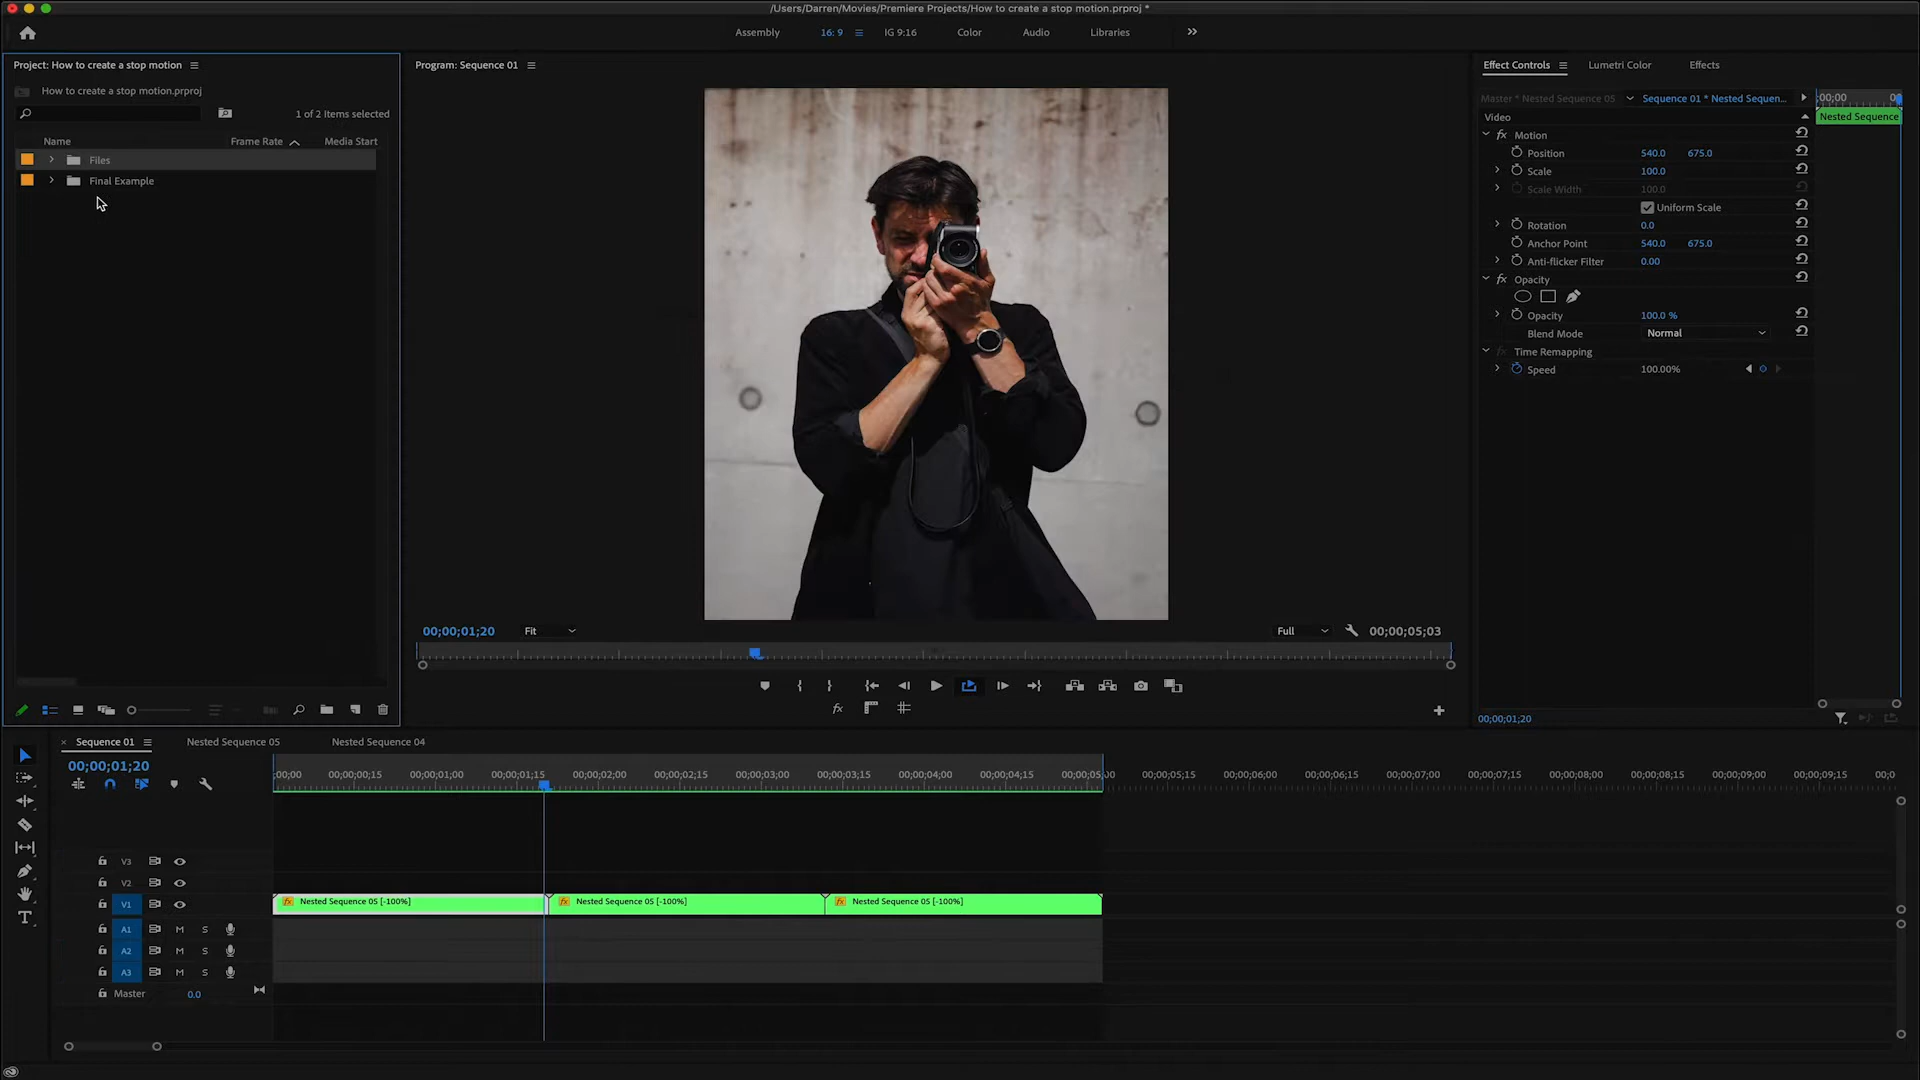 /Users/Darren/Movies/Premiere Projects/How to create a stop motion.prproj *
Assembly 16: 9 IG 9:16 Color Audio Libraries
Project: How to create a stop motion
How to create a stop motion.prproj
1 of 2 Items selected
Name Frame Rate Media Start
Files
Final Example
Program: Sequence 01
00;00;01;20 Fit Full 00;00;05;03
Effect Controls Lumetri Color Effects
Master * Nested Sequence 05 Sequence 01 * Nested Sequen...
:00;00 0(
Nested Sequence
Video
fx Motion
Position 540.0 675.0
Scale 100.0
Scale Width 100.0
Uniform Scale
Rotation 0.0
Anchor Point 540.0 675.0
Anti-flicker Filter 0.00
fx Opacity
Opacity 100.0 %
Blend Mode Normal
fx Time Remapping
Speed 100.00%
00;00;01;20
fx
Sequence 01 Nested Sequence 05 Nested Sequence 04
00;00;01;20
;00;00 00;00;00;15 00;00;01;00 00;00;01;15 00;00;02;00 00;00;02;15 00;00;03;00 00;00;03;15 00;00;04;00 00;00;04;15 00;00;05;00 00;00;05;15 00;00;06;00 00;00;06;15 00;00;07;00 00;00;07;15 00;00;08;00 00;00;08;15 00;00;09;00 00;00;09;15 00;0
V3
V2
V1
fx Nested Sequence 05 [-100%] fx Nested Sequence 05 [-100%] fx Nested Sequence 05 [-100%]
A1 M S
A2 M S
A3 M S
Master 0.0